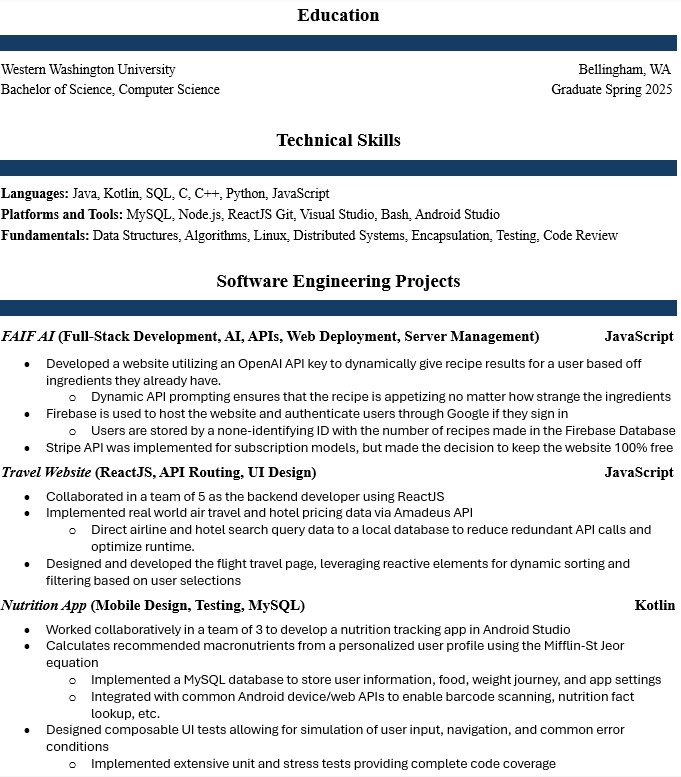 Education
Western Washington University Bellingham, WA
Bachelor of Science, Computer Science Graduate Spring 2025
Technical Skills
Languages: Java, Kotlin, SQL, C, C++, Python, JavaScript
Platforms and Tools: MySQL, Node.js, ReactJS Git, Visual Studio, Bash, Android Studio
Fundamentals: Data Structures, Algorithms, Linux, Distributed Systems, Encapsulation, Testing, Code Review
Software Engineering Projects
FAIF AI (Full-Stack Development, AI, APIs, Web Deployment, Server Management) JavaScript
• Developed a website utilizing an OpenAI API key to dynamically give recipe results for a user based off
ingredients they already have.
o Dynamic API prompting ensures that the recipe is appetizing no matter how strange the ingredients
• Firebase is used to host the website and authenticate users through Google if they sign in
o Users are stored by a none-identifying ID with the number of recipes made in the Firebase Database
• Stripe API was implemented for subscription models, but made the decision to keep the website 100% free
Travel Website (ReactJS, API Routing, UI Design) JavaScript
• Collaborated in a team of 5 as the backend developer using ReactJS
• Implemented real world air travel and hotel pricing data via Amadeus API
o Direct airline and hotel search query data to a local database to reduce redundant API calls and
optimize runtime.
• Designed and developed the flight travel page, leveraging reactive elements for dynamic sorting and
filtering based on user selections
Nutrition App (Mobile Design, Testing, MySQL) Kotlin
• Worked collaboratively in a team of 3 to develop a nutrition tracking app in Android Studio
• Calculates recommended macronutrients from a personalized user profile using the Mifflin-St Jeor
equation
o Implemented a MySQL database to store user information, food, weight journey, and app settings
o Integrated with common Android device/web APIs to enable barcode scanning, nutrition fact
lookup, etc.
• Designed composable UI tests allowing for simulation of user input, navigation, and common error
conditions
o Implemented extensive unit and stress tests providing complete code coverage